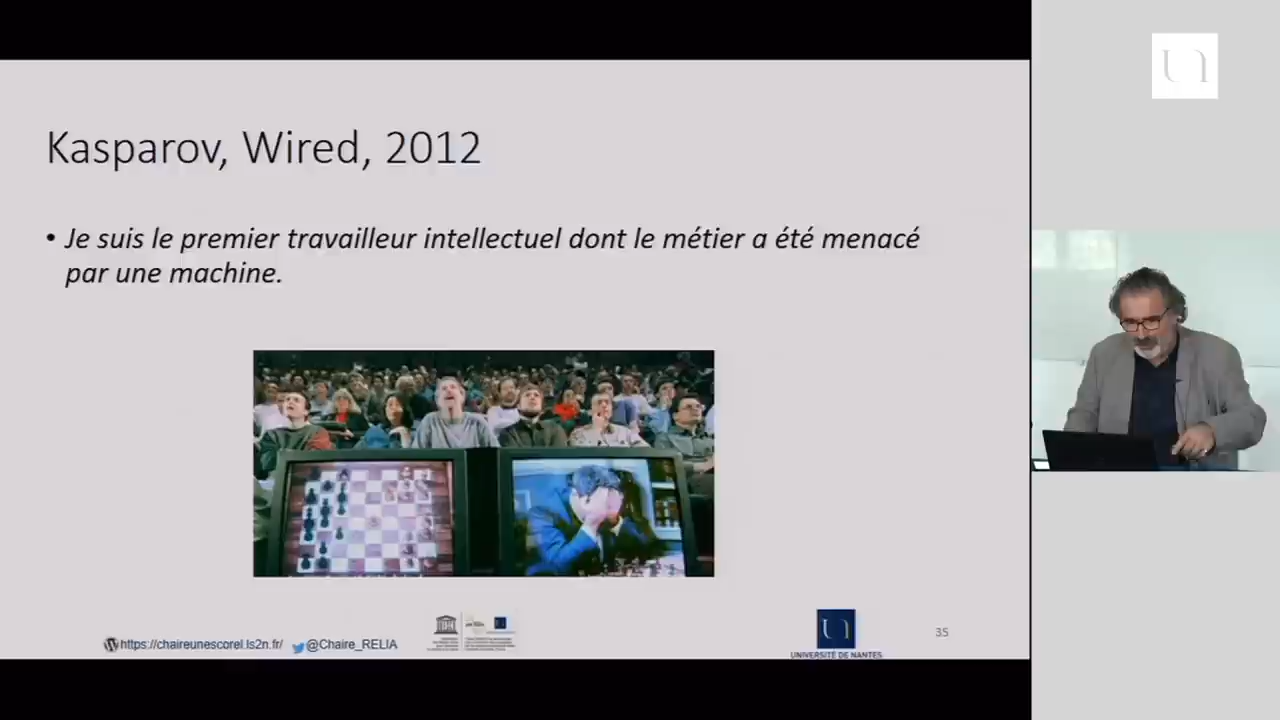 Kasparov, Wired, 2012
• Je suis le premier travailleur intellectuel dont le métier a été menacé
par une machine.
https://chaireunescorel.ls2n.fr/
@Chaire_RELIA
UNIVERSITÉ DE NANTES
35